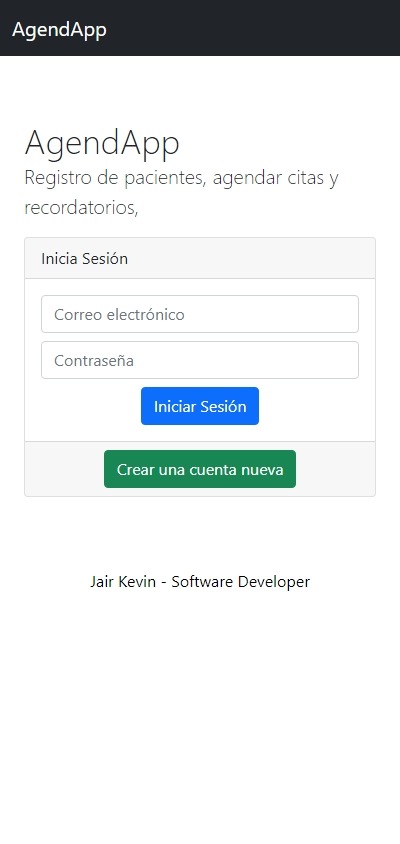 AgendApp
AgendApp
Registro de pacientes, agendar citas y
recordatorios,
Inicia Sesión
Correo electrónico
Contraseña
Iniciar Sesión
Crear una cuenta nueva
Jair Kevin - Software Developer